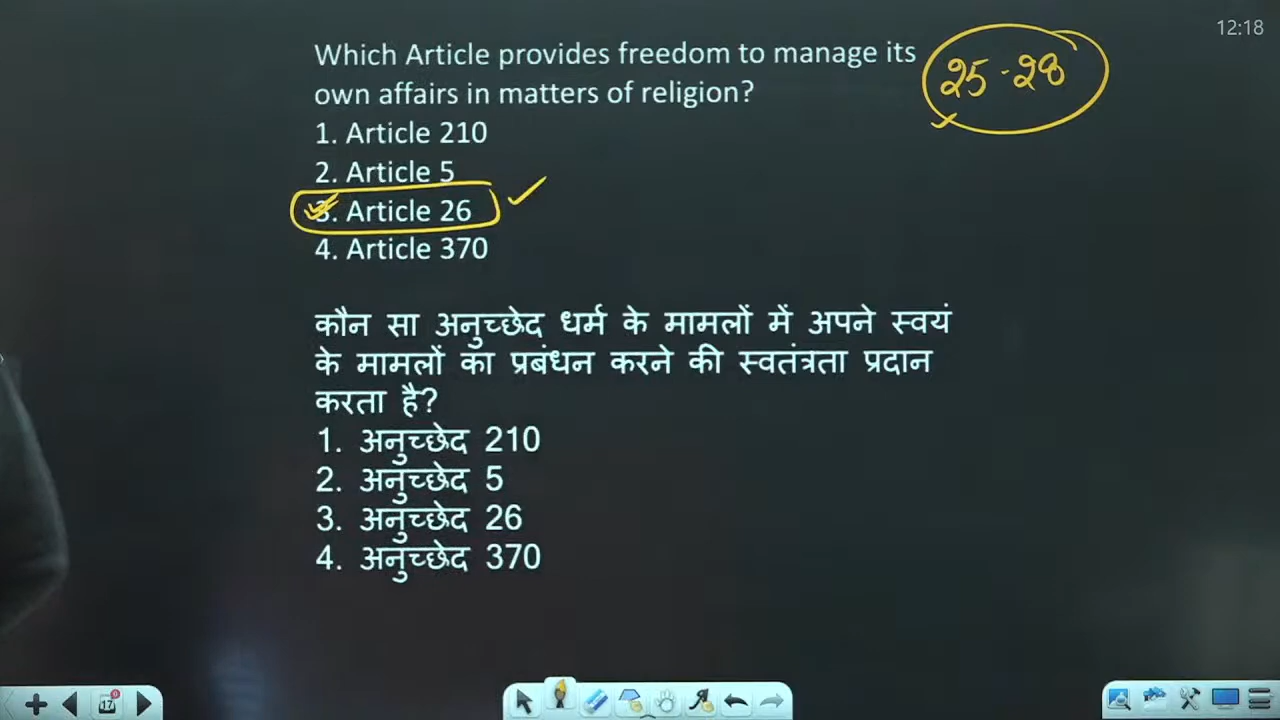 12:18
Which Article provides freedom to manage its
own affairs in matters of religion?
25-28
1. Article 210
2. Article 5
3. Article 26
4. Article 370
कौन सा अनुच्छेद धर्म के मामलों में अपने स्वयं
के मामलों का प्रबंधन करने की स्वतंत्रता प्रदान
करता है?
1. अनुच्छेद 210
2. अनुच्छेद 5
3. अनुच्छेद 26
4. अनुच्छेद 370
17